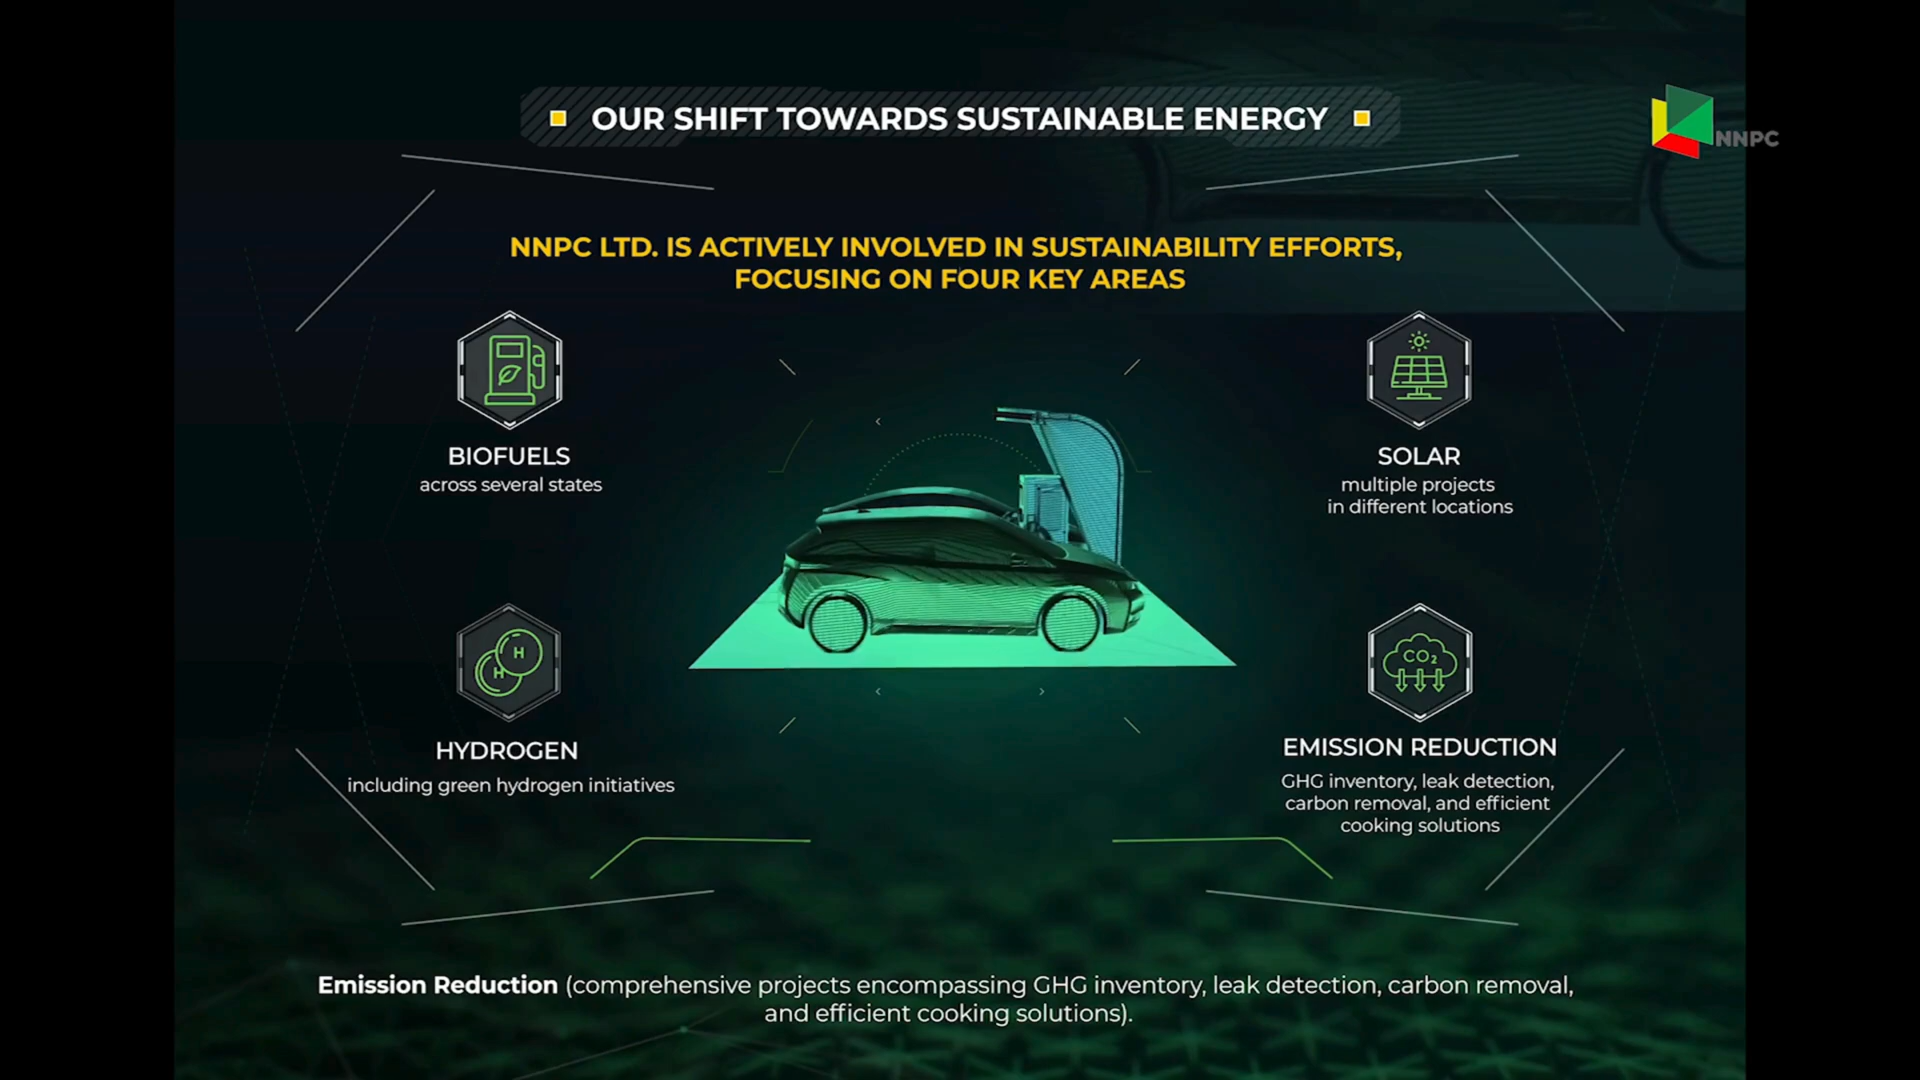 OUR SHIFT TOWARDS SUSTAINABLE ENERGY
NNPC
NNPC LTD. IS ACTIVELY INVOLVED IN SUSTAINABILITY EFFORTS,
FOCUSING ON FOUR KEY AREAS
BIOFUELS
across several states
SOLAR
multiple projects
in different locations
H
H
HYDROGEN
including green hydrogen initiatives
CO₂
EMISSION REDUCTION
GHG inventory, leak detection,
carbon removal, and efficient
cooking solutions
Emission Reduction (comprehensive projects encompassing GHG inventory, leak detection, carbon removal,
and efficient cooking solutions).